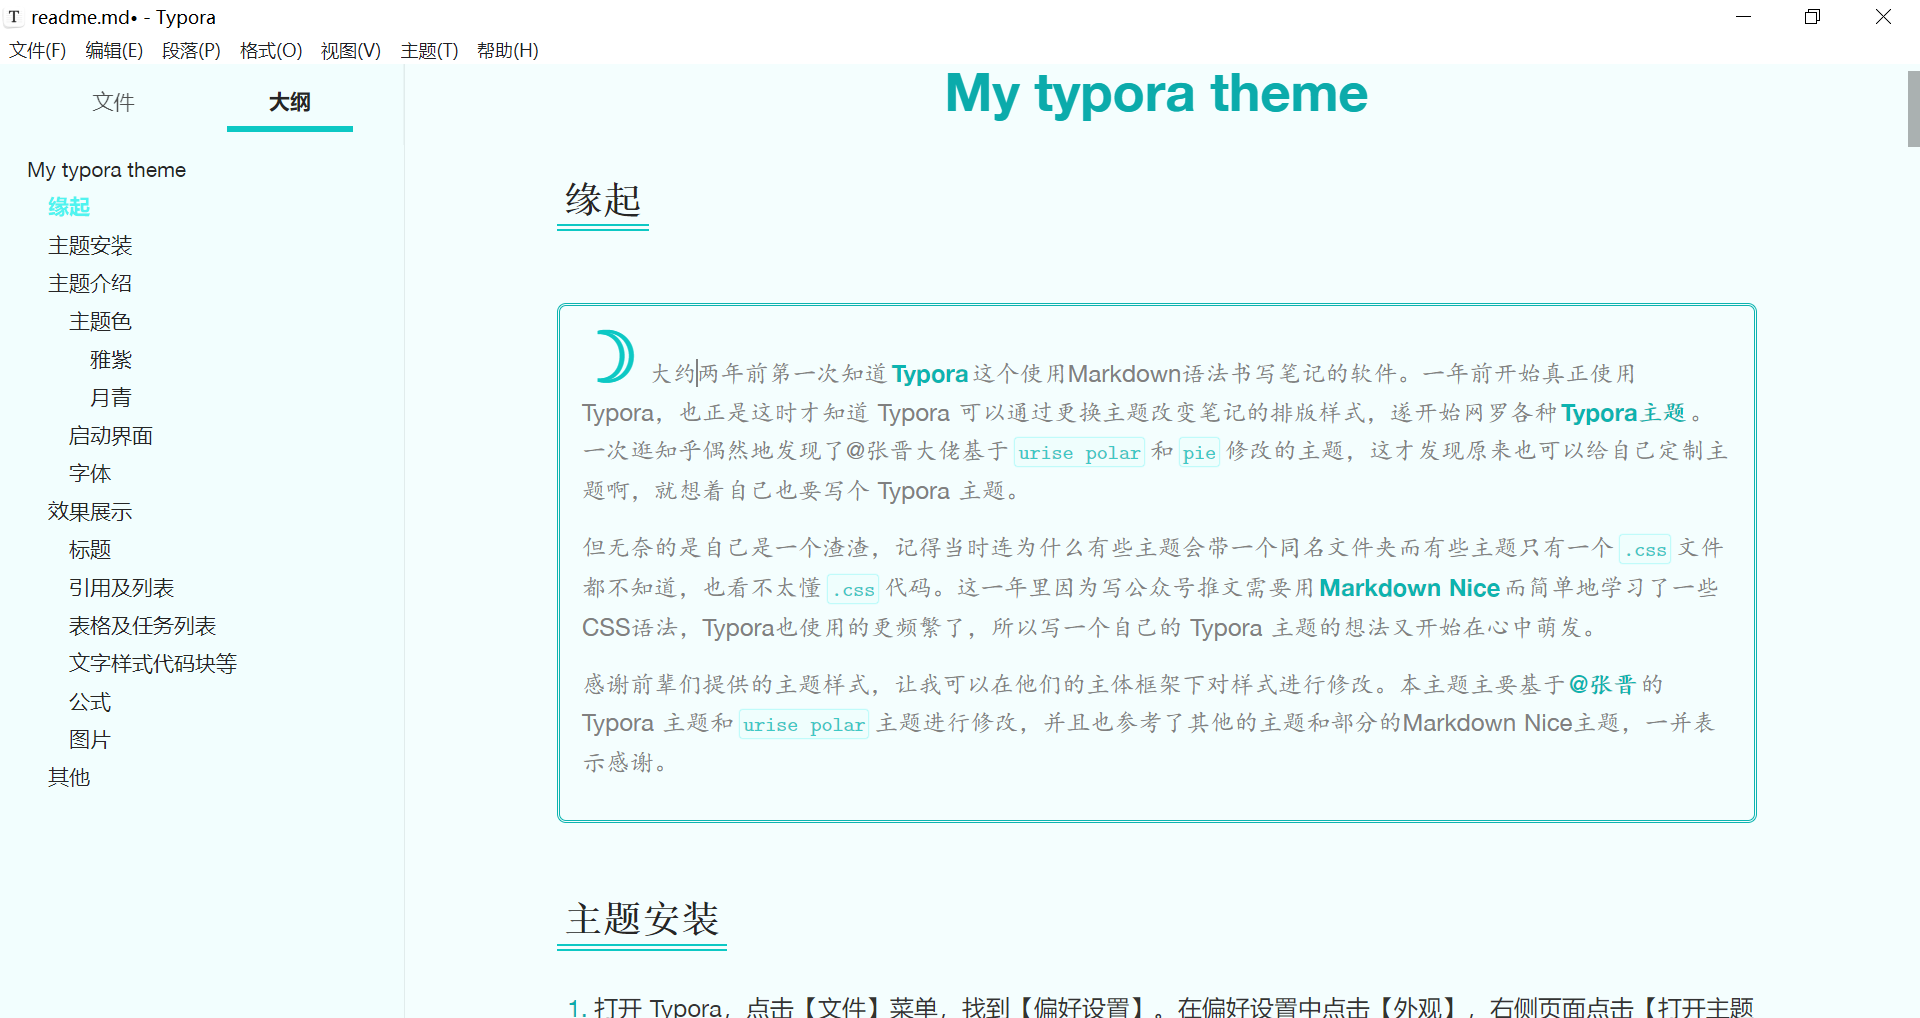 T readme.md• - Typora
文件(F) 编辑(E) 段落(P) 格式(O) 视图(V) 主题(T) 帮助(H)
文件 大纲
My typora theme
缘起
主题安装
主题介绍
主题色
雅紫
月青
启动界面
字体
效果展示
标题
引用及列表
表格及任务列表
文字样式代码块等
公式
图片
其他
My typora theme
缘起
大约两年前第一次知道Typora这个使用Markdown语法书写笔记的软件。一年前开始真正使用
Typora，也正是这时才知道 Typora 可以通过更换主题改变笔记的排版样式，遂开始网罗各种Typora主题。
一次逛知乎偶然地发现了@张晋大佬基于 urise polar 和 pie 修改的主题，这才发现原来也可以给自己定制主
题啊，就想着自己也要写个 Typora 主题。
但无奈的是自己是一个渣渣，记得当时连为什么有些主题会带一个同名文件夹而有些主题只有一个 .css 文件
都不知道，也看不太懂 .css 代码。这一年里因为写公众号推文需要用Markdown Nice而简单地学习了一些
CSS语法，Typora也使用的更频繁了，所以写一个自己的 Typora 主题的想法又开始在心中萌发。
感谢前辈们提供的主题样式，让我可以在他们的主体框架下对样式进行修改。本主题主要基于@张晋的
Typora 主题和 urise polar 主题进行修改，并且也参考了其他的主题和部分的Markdown Nice主题，一并表
示感谢。
主题安装
1. 打开 Typora，点击【文件】菜单，找到【偏好设置】。在偏好设置中点击【外观】，右侧页面点击【打开主题